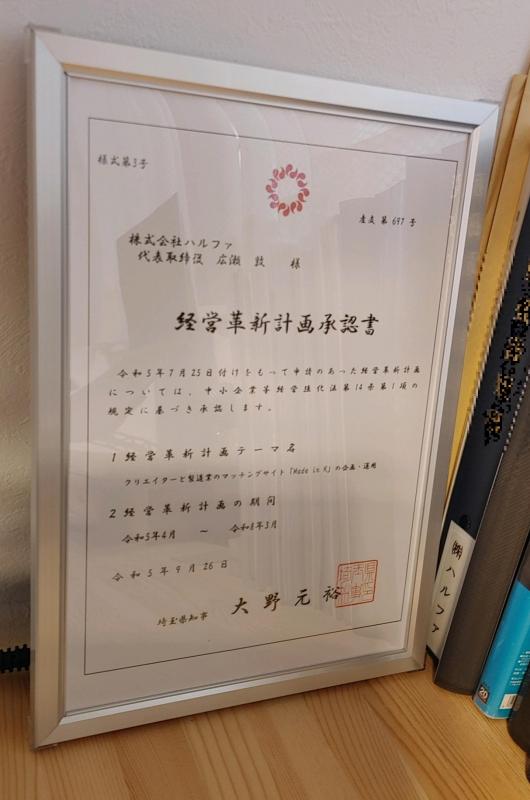 様式第3号
産支第697号
株式会社ハルファ
代表取締役 広瀬 敦 様
経営革新計画承認書
令和5年7月25日付けをもって申請のあった経営革新計画
については、中小企業等経営強化法第14条第1項の
規定に基づき承認します。
1 経営革新計画テーマ名
クリエイターと製造業のマッチングサイト「Made in K」の企画・運用
2 経営革新計画の期間
令和5年4月 ~ 令和8年3月
令和5年9月26日
埼玉県知事 大野元裕
㈱ハルファ
20